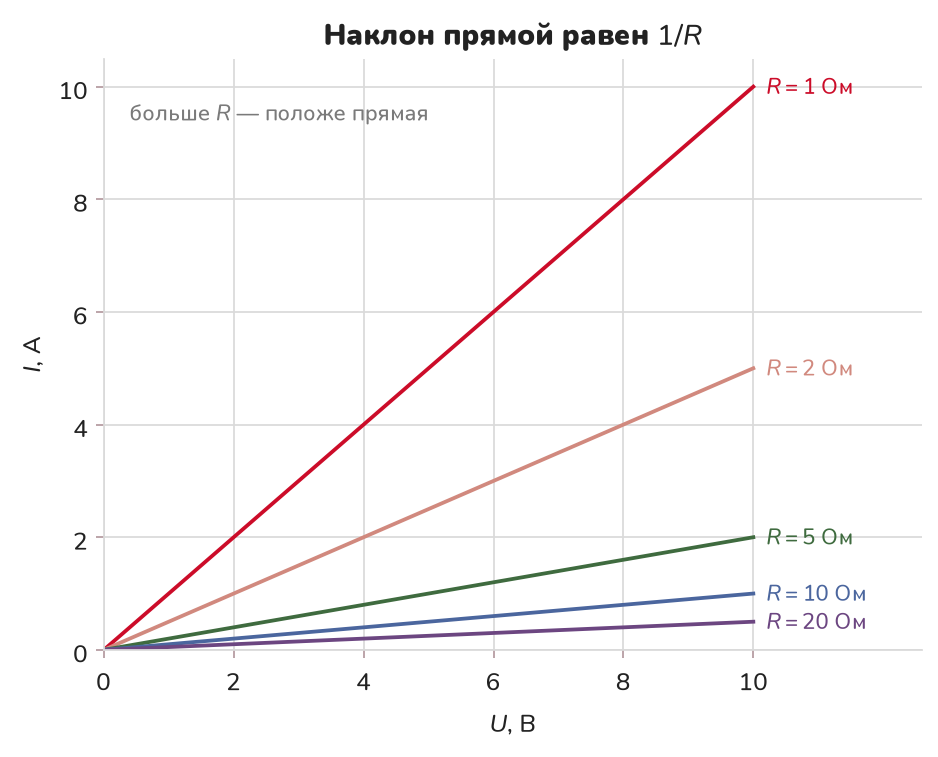 Наклон прямой равен 1/R
10
больше R — положе прямая
R = 1 Ом
8
6
I, А
R = 2 Ом
4
2
R = 5 Ом
R = 10 Ом
R = 20 Ом
0
0 2 4 6 8 10
U, В